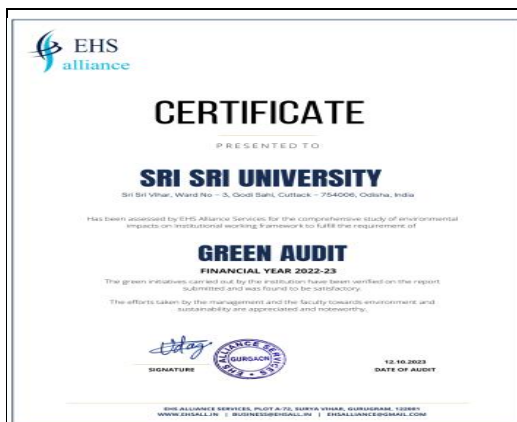 EHS
alliance
CERTIFICATE
PRESENTED TO
SRI SRI UNIVERSITY
Sri Sri Vihar, Ward No – 3, Godi Sahi, Cuttack – 754006, Odisha, India
Has been assessed by EHS Alliance Services for the comprehensive study of environmental
impacts on institutional working framework to fulfill the requirement of
GREEN AUDIT
FINANCIAL YEAR 2022-23
The green initiatives carried out by the institution have been verified on the report
submitted and was found to be satisfactory.
The efforts taken by the management and the faculty towards environment and
sustainability are appreciated and noteworthy.
Udag
EHS ALLIANCE SERVICES
GURGAON
SIGNATURE
12.10.2023
DATE OF AUDIT
EHS ALLIANCE SERVICES, PLOT A-72, SURYA VIHAR, GURUGRAM, 122001
WWW.EHSALL.IN | BUSINESS@EHSALL.IN | EHSALLIANCE@GMAIL.COM